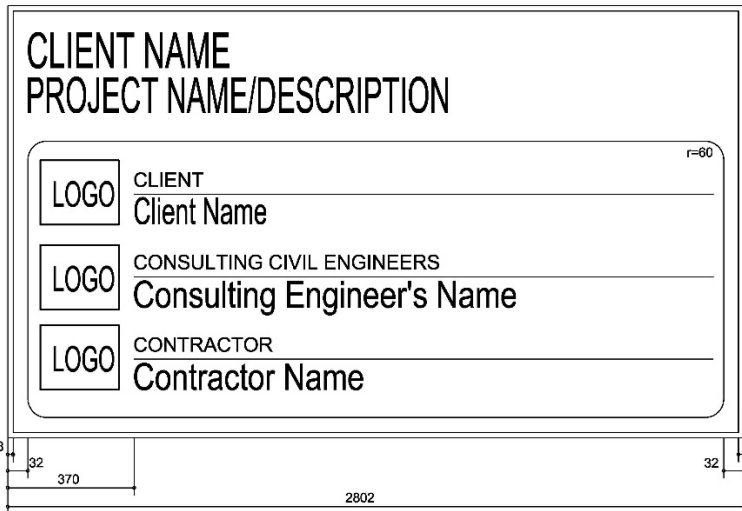 CLIENT NAME
PROJECT NAME/DESCRIPTION
r=60
LOGO
CLIENT
Client Name
LOGO
CONSULTING CIVIL ENGINEERS
Consulting Engineer's Name
LOGO
CONTRACTOR
Contractor Name
32
32
370
2802